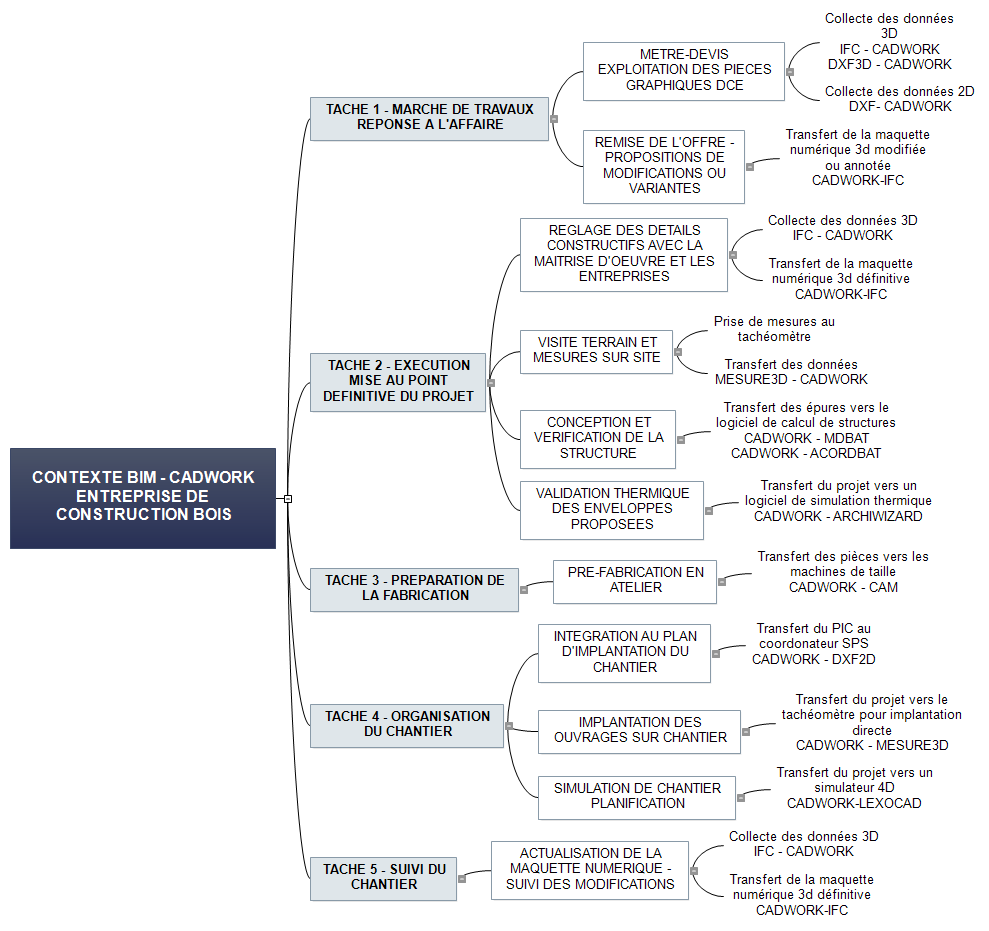 CONTEXTE BIM - CADWORK
ENTREPRISE DE
CONSTRUCTION BOIS
TACHE 1 - MARCHE DE TRAVAUX
REPONSE A L'AFFAIRE
METRE-DEVIS
EXPLOITATION DES PIECES
GRAPHIQUES DCE
Collecte des données
3D
IFC - CADWORK
DXF3D - CADWORK
Collecte des données 2D
DXF- CADWORK
REMISE DE L'OFFRE -
PROPOSITIONS DE
MODIFICATIONS OU
VARIANTES
Transfert de la maquette
numérique 3d modifiée
ou annotée
CADWORK-IFC
TACHE 2 - EXECUTION
MISE AU POINT
DEFINITIVE DU PROJET
REGLAGE DES DETAILS
CONSTRUCTIFS AVEC LA
MAITRISE D'OEUVRE ET LES
ENTREPRISES
Collecte des données 3D
IFC - CADWORK
Transfert de la maquette
numérique 3d définitive
CADWORK-IFC
VISITE TERRAIN ET
MESURES SUR SITE
Prise de mesures au
tachéomètre
Transfert des données
MESURE3D - CADWORK
CONCEPTION ET
VERIFICATION DE LA
STRUCTURE
Transfert des épures vers le
logiciel de calcul de structures
CADWORK - MDBAT
CADWORK - ACORDBAT
VALIDATION THERMIQUE
DES ENVELOPPES
PROPOSEES
Transfert du projet vers un
logiciel de simulation thermique
CADWORK - ARCHIWIZARD
TACHE 3 - PREPARATION DE
LA FABRICATION
PRE-FABRICATION EN
ATELIER
Transfert des pièces vers les
machines de taille
CADWORK - CAM
TACHE 4 - ORGANISATION
DU CHANTIER
INTEGRATION AU PLAN
D'IMPLANTATION DU
CHANTIER
Transfert du PIC au
coordonateur SPS
CADWORK - DXF2D
IMPLANTATION DES
OUVRAGES SUR CHANTIER
Transfert du projet vers le
tachéomètre pour implantation
directe
CADWORK - MESURE3D
SIMULATION DE CHANTIER
PLANIFICATION
Transfert du projet vers un
simulateur 4D
CADWORK-LEXOCAD
TACHE 5 - SUIVI DU
CHANTIER
ACTUALISATION DE LA
MAQUETTE NUMERIQUE -
SUIVI DES MODIFICATIONS
Collecte des données 3D
IFC - CADWORK
Transfert de la maquette
numérique 3d définitive
CADWORK-IFC